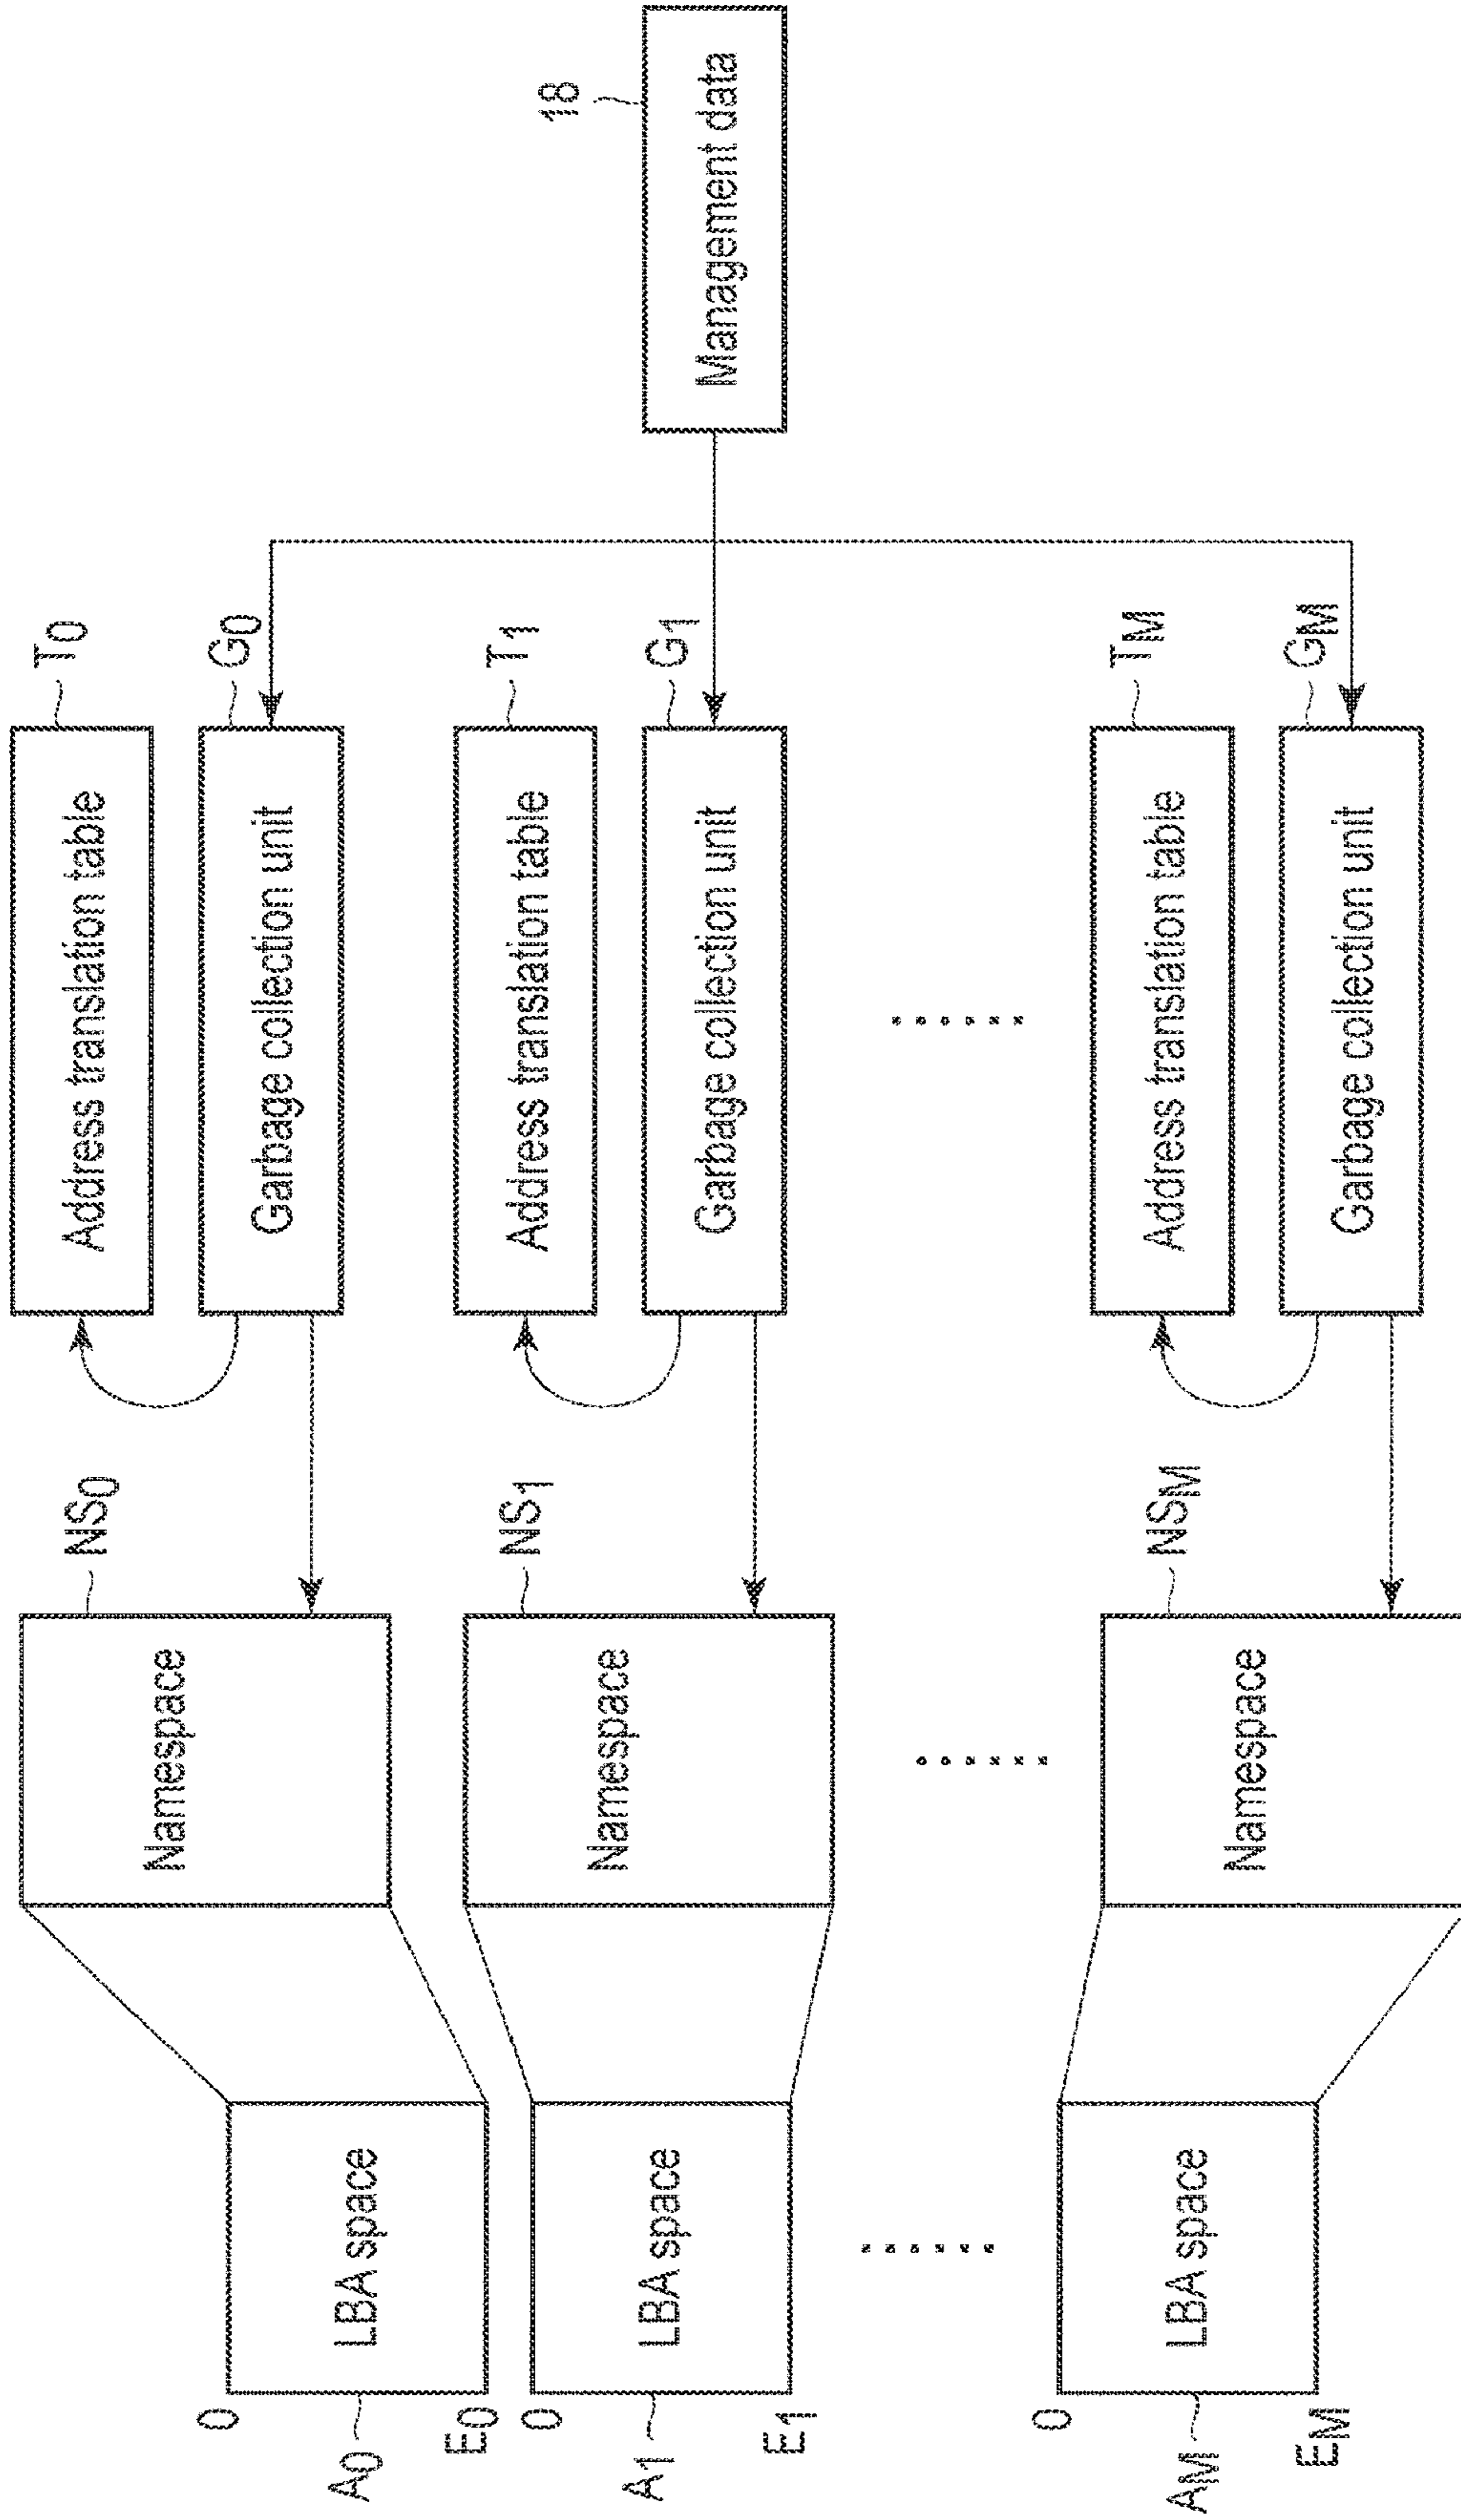 0
A0
LBA space
E0
NS0
Namespace
T0
Address translation table
G0
Garbage collection unit
0
A1
LBA space
E1
NS1
Namespace
T1
Address translation table
G1
Garbage collection unit
18
Management data
......
......
......
0
AM
LBA space
EM
NSM
Namespace
TM
Address translation table
GM
Garbage collection unit